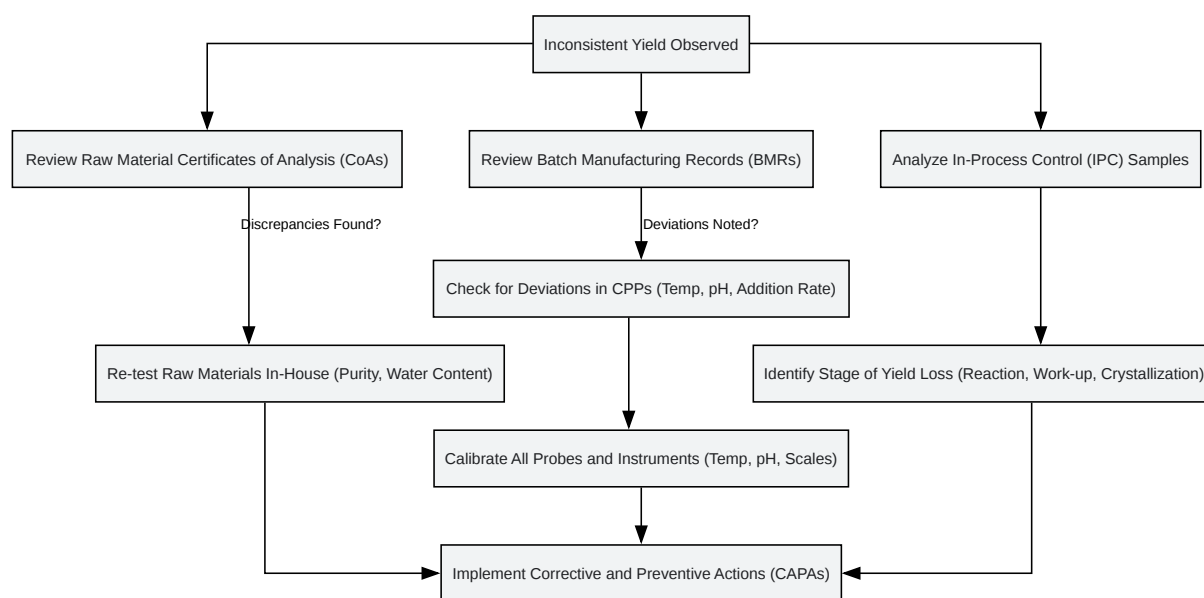 Inconsistent Yield Observed
Review Raw Material Certificates of Analysis (CoAs)
Review Batch Manufacturing Records (BMRs)
Analyze In-Process Control (IPC) Samples
Discrepancies Found?
Deviations Noted?
Check for Deviations in CPPs (Temp, pH, Addition Rate)
Re-test Raw Materials In-House (Purity, Water Content)
Identify Stage of Yield Loss (Reaction, Work-up, Crystallization)
Calibrate All Probes and Instruments (Temp, pH, Scales)
Implement Corrective and Preventive Actions (CAPAs)